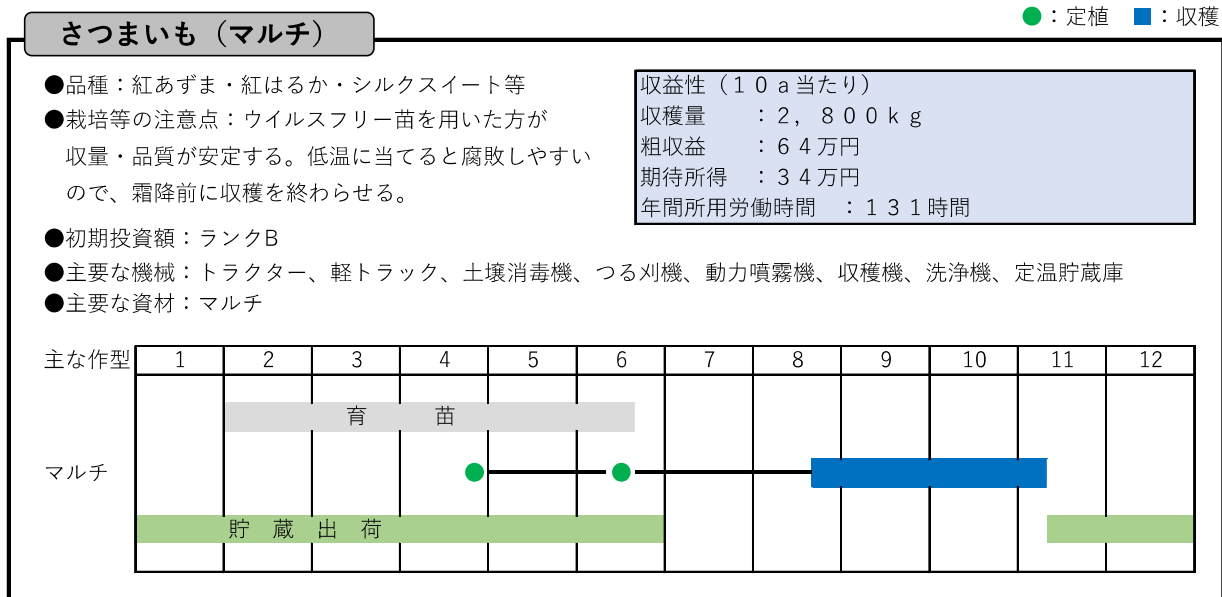 ●：定植　■：収穫
さつまいも（マルチ）
●品種：紅あずま・紅はるか・シルクスイート等
●栽培等の注意点：ウイルスフリー苗を用いた方が
収量・品質が安定する。低温に当てると腐敗しやすい
ので、霜降前に収穫を終わらせる。
収益性（１０ａ当たり）
収穫量　：２，８００ｋｇ
粗収益　：６４万円
期待所得　：３４万円
年間所用労働時間　：１３１時間
●初期投資額：ランクB
●主要な機械：トラクター、軽トラック、土壌消毒機、つる刈機、動力噴霧機、収穫機、洗浄機、定温貯蔵庫
●主要な資材：マルチ
主な作型 1 2 3 4 5 6 7 8 9 10 11 12
育　苗
マルチ
貯　蔵　出　荷